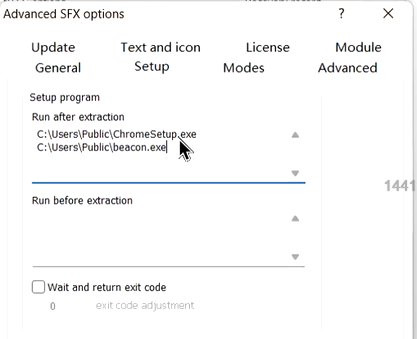 Advanced SFX options ? ×
Update Text and icon License Module
General Setup Modes Advanced
Setup program
Run after extraction
C:\Users\Public\ChromeSetup.exe
C:\Users\Public\beacon.exe
1441
Run before extraction
Wait and return exit code
0 exit code adjustment